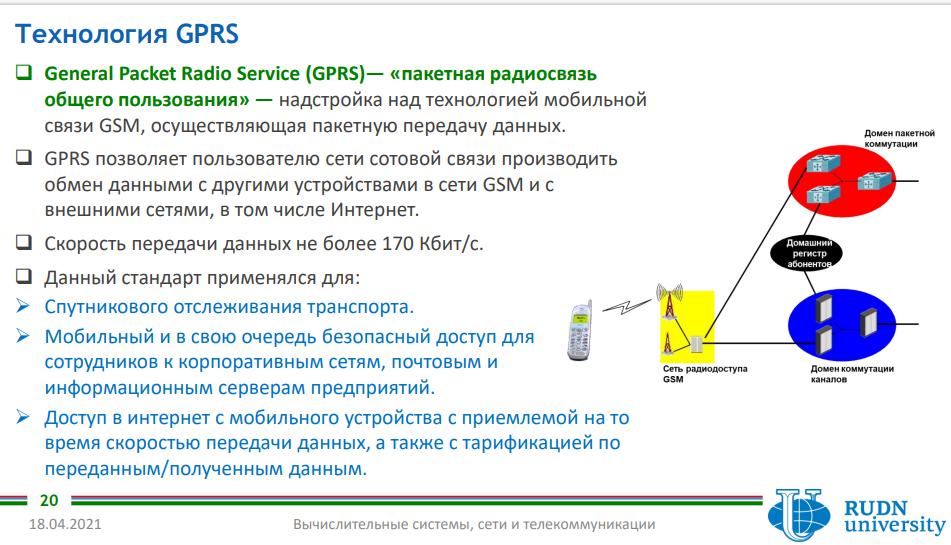 Технология GPRS
❑ General Packet Radio Service (GPRS)— «пакетная радиосвязь
общего пользования» — надстройка над технологией мобильной
связи GSM, осуществляющая пакетную передачу данных.
❑ GPRS позволяет пользователю сети сотовой связи производить
обмен данными с другими устройствами в сети GSM и с
внешними сетями, в том числе Интернет.
❑ Скорость передачи данных не более 170 Кбит/с.
❑ Данный стандарт применялся для:
➢ Спутникового отслеживания транспорта.
➢ Мобильный и в свою очередь безопасный доступ для
сотрудников к корпоративным сетям, почтовым и
информационным серверам предприятий.
➢ Доступ в интернет с мобильного устройства с приемлемой на то
время скоростью передачи данных, а также с тарификацией по
переданным/полученным данным.
Домен пакетной
коммутации
Домашний
регистр
абонентов
Сеть радиодоступа
GSM
Домен коммутации
каналов
20
18.04.2021
Вычислительные системы, сети и телекоммуникации
RUDN
university